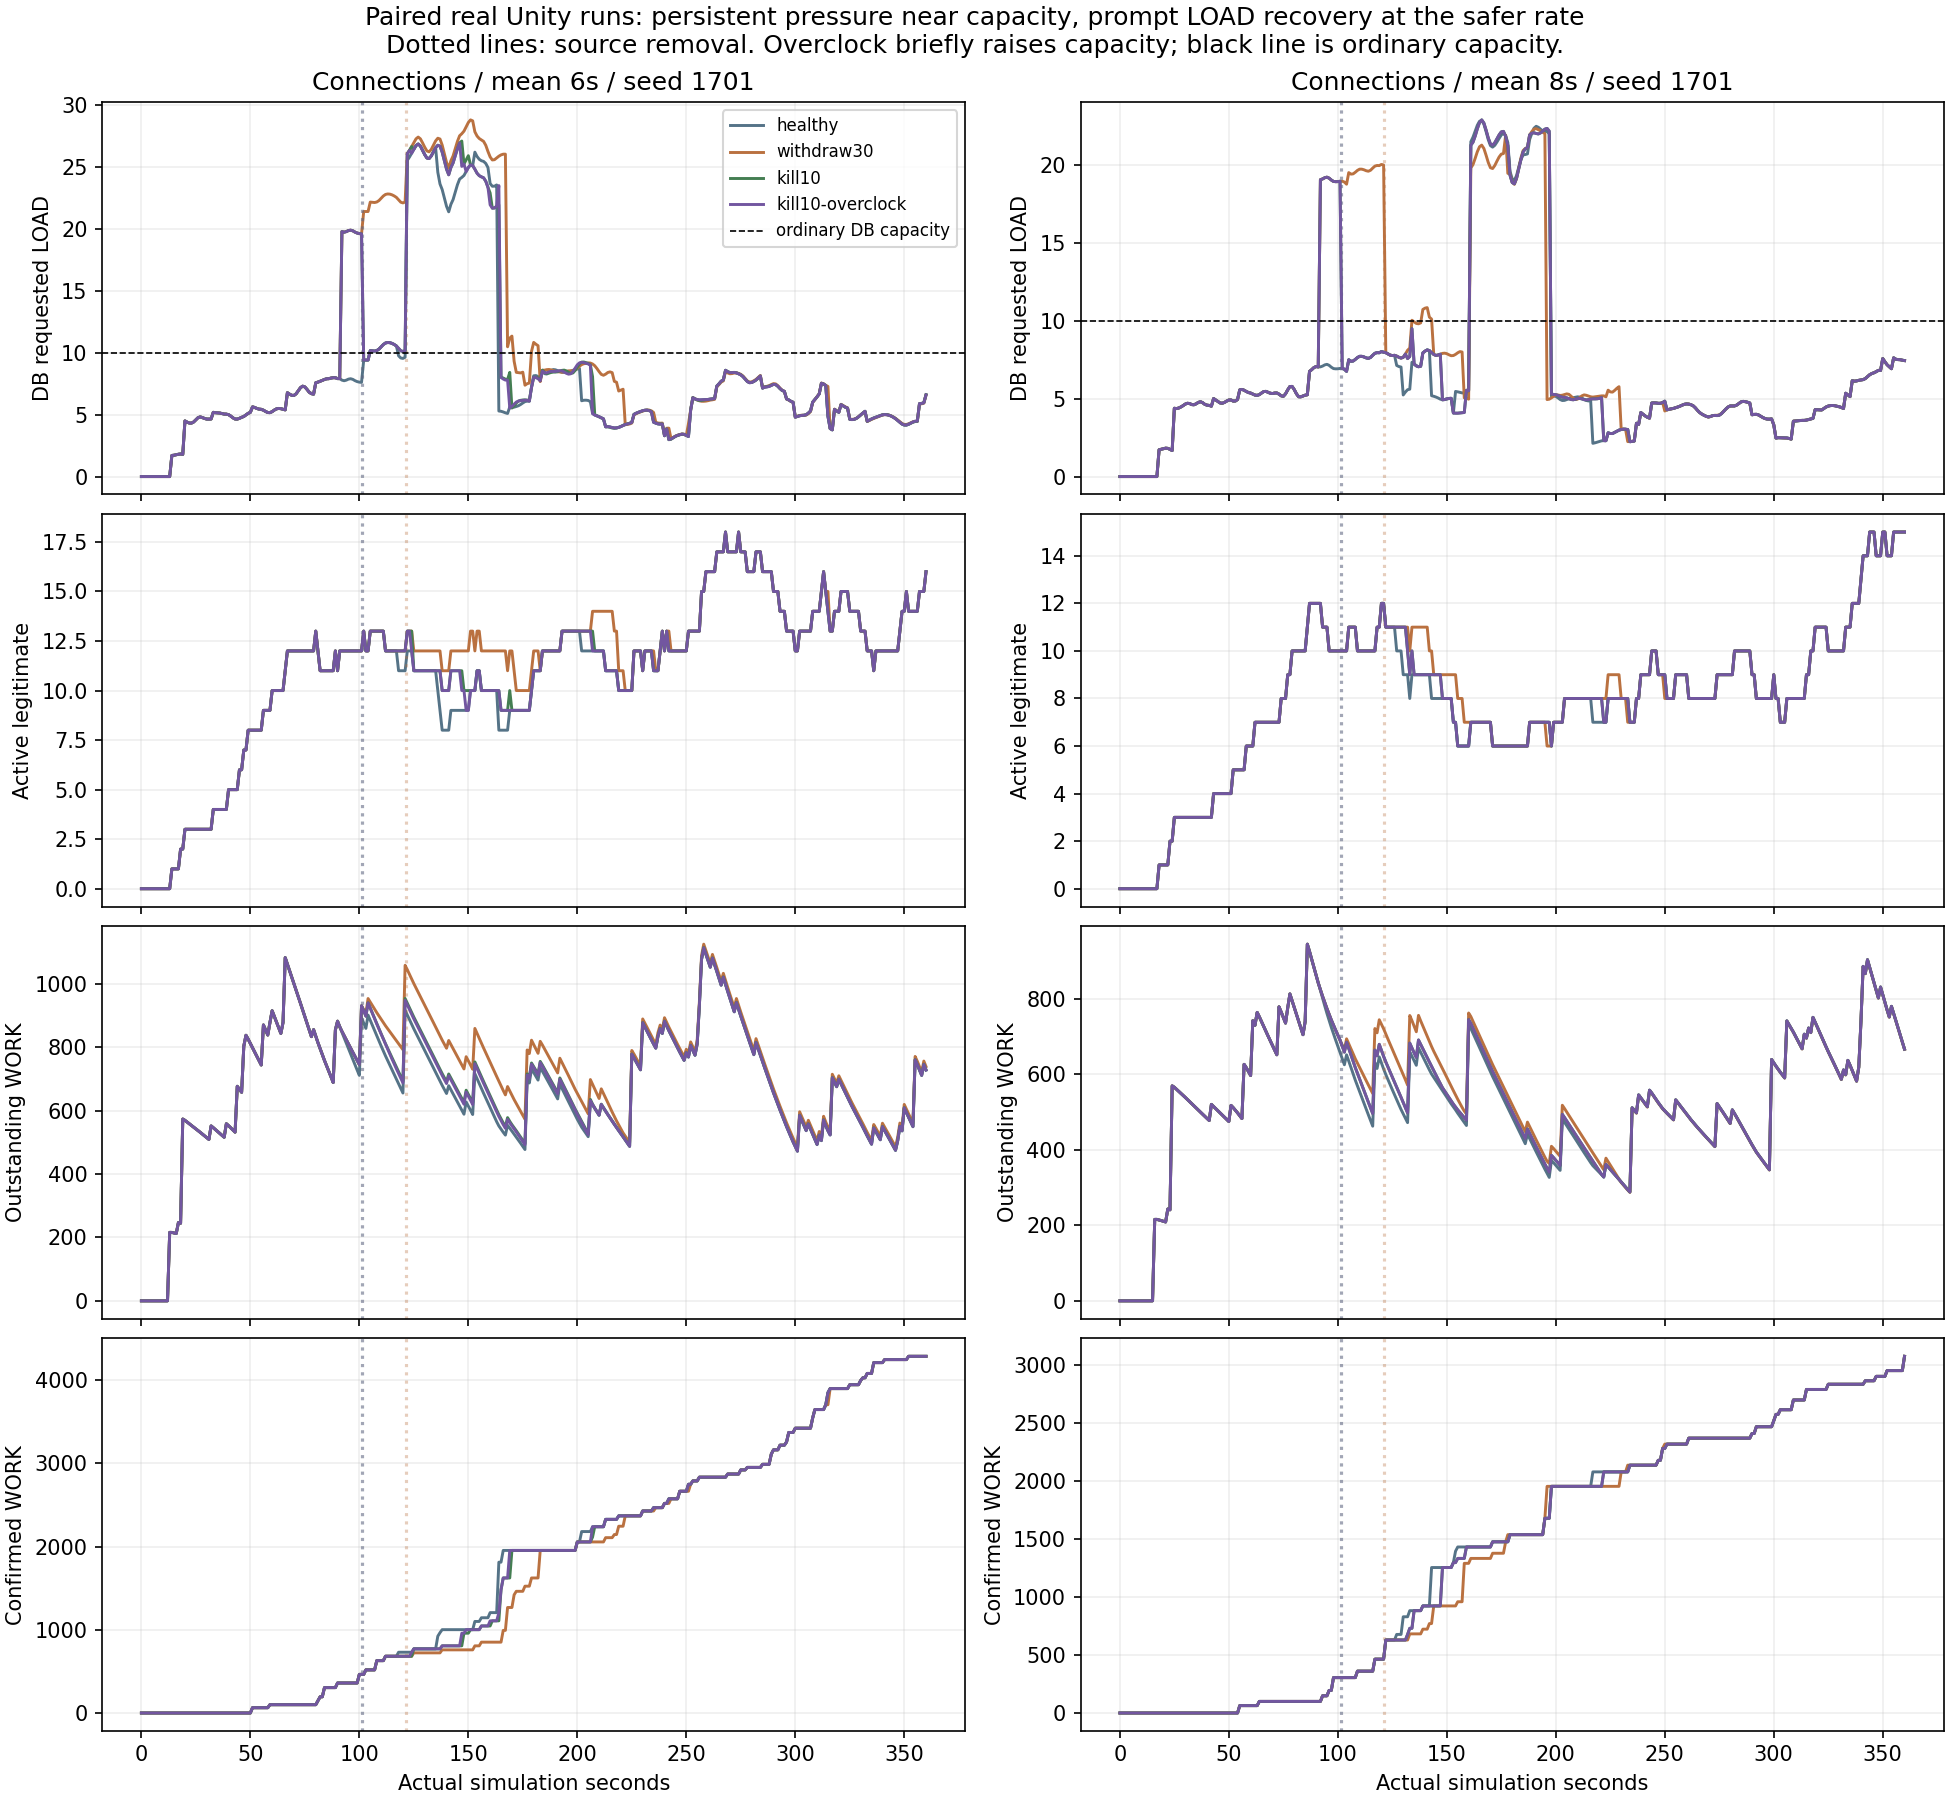 Paired real Unity runs: persistent pressure near capacity, prompt LOAD recovery at the safer rate
Dotted lines: source removal. Overclock briefly raises capacity; black line is ordinary capacity.
Connections / mean 6s / seed 1701
DB requested LOAD
30
25
20
15
10
5
0
healthy
withdraw30
kill10
kill10-overclock
ordinary DB capacity
Connections / mean 8s / seed 1701
DB requested LOAD
20
15
10
5
0
Active legitimate
17.5
15.0
12.5
10.0
7.5
5.0
2.5
0.0
Active legitimate
14
12
10
8
6
4
2
0
Outstanding WORK
1000
800
600
400
200
0
Outstanding WORK
800
600
400
200
0
Confirmed WORK
4000
3000
2000
1000
0
0 50 100 150 200 250 300 350
Actual simulation seconds
Confirmed WORK
3000
2500
2000
1500
1000
500
0
0 50 100 150 200 250 300 350
Actual simulation seconds